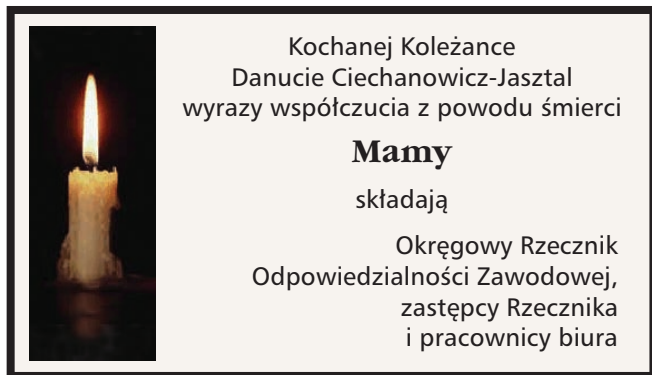 Kochanej Koleżance
Danucie Ciechanowicz-Jasztal
wyrazy współczucia z powodu śmierci
Mamy
składają
Okręgowy Rzecznik
Odpowiedzialności Zawodowej,
zastępcy Rzecznika
i pracownicy biura